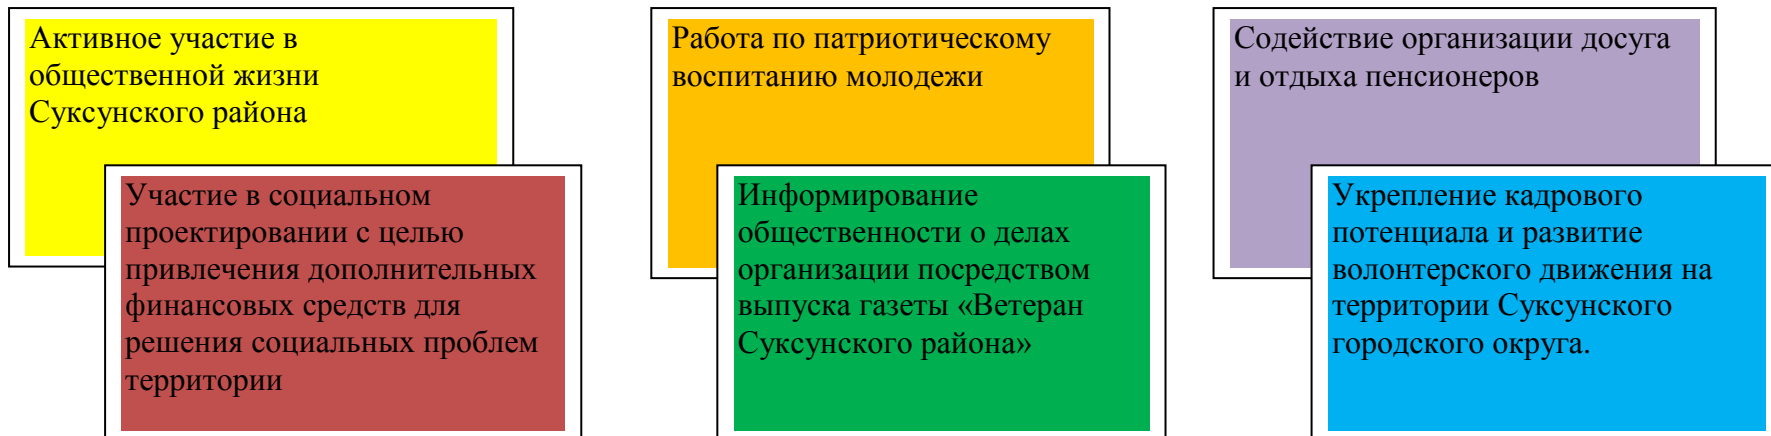 Активное участие в
общественной жизни
Суксунского района
Участие в социальном
проектировании с целью
привлечения дополнительных
финансовых средств для
решения социальных проблем
территории
Работа по патриотическому
воспитанию молодежи
Информирование
общественности о делах
организации посредством
выпуска газеты «Ветеран
Суксунского района»
Содействие организации досуга
и отдыха пенсионеров
Укрепление кадрового
потенциала и развитие
волонтерского движения на
территории Суксунского
городского округа.